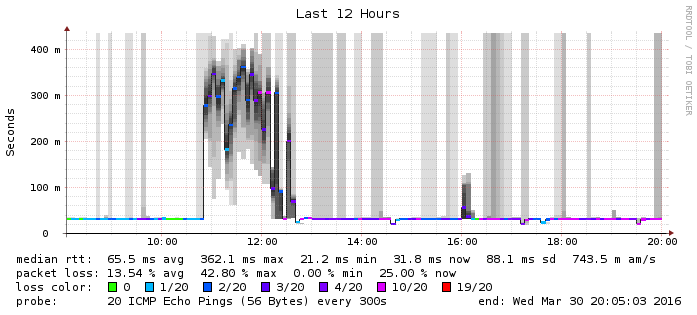 Last 12 Hours
RRDTOOL / TOBI OETIKER
Seconds
400 m
300 m
200 m
100 m
0
10:00 12:00 14:00 16:00 18:00 20:00
median rtt: 65.5 ms avg 362.1 ms max 21.2 ms min 31.8 ms now 88.1 ms sd 743.5 m am/s
packet loss: 13.54 % avg 42.80 % max 0.00 % min 25.00 % now
loss color: 0 1/20 2/20 3/20 4/20 10/20 19/20
probe: 20 ICMP Echo Pings (56 Bytes) every 300s end: Wed Mar 30 20:05:03 2016